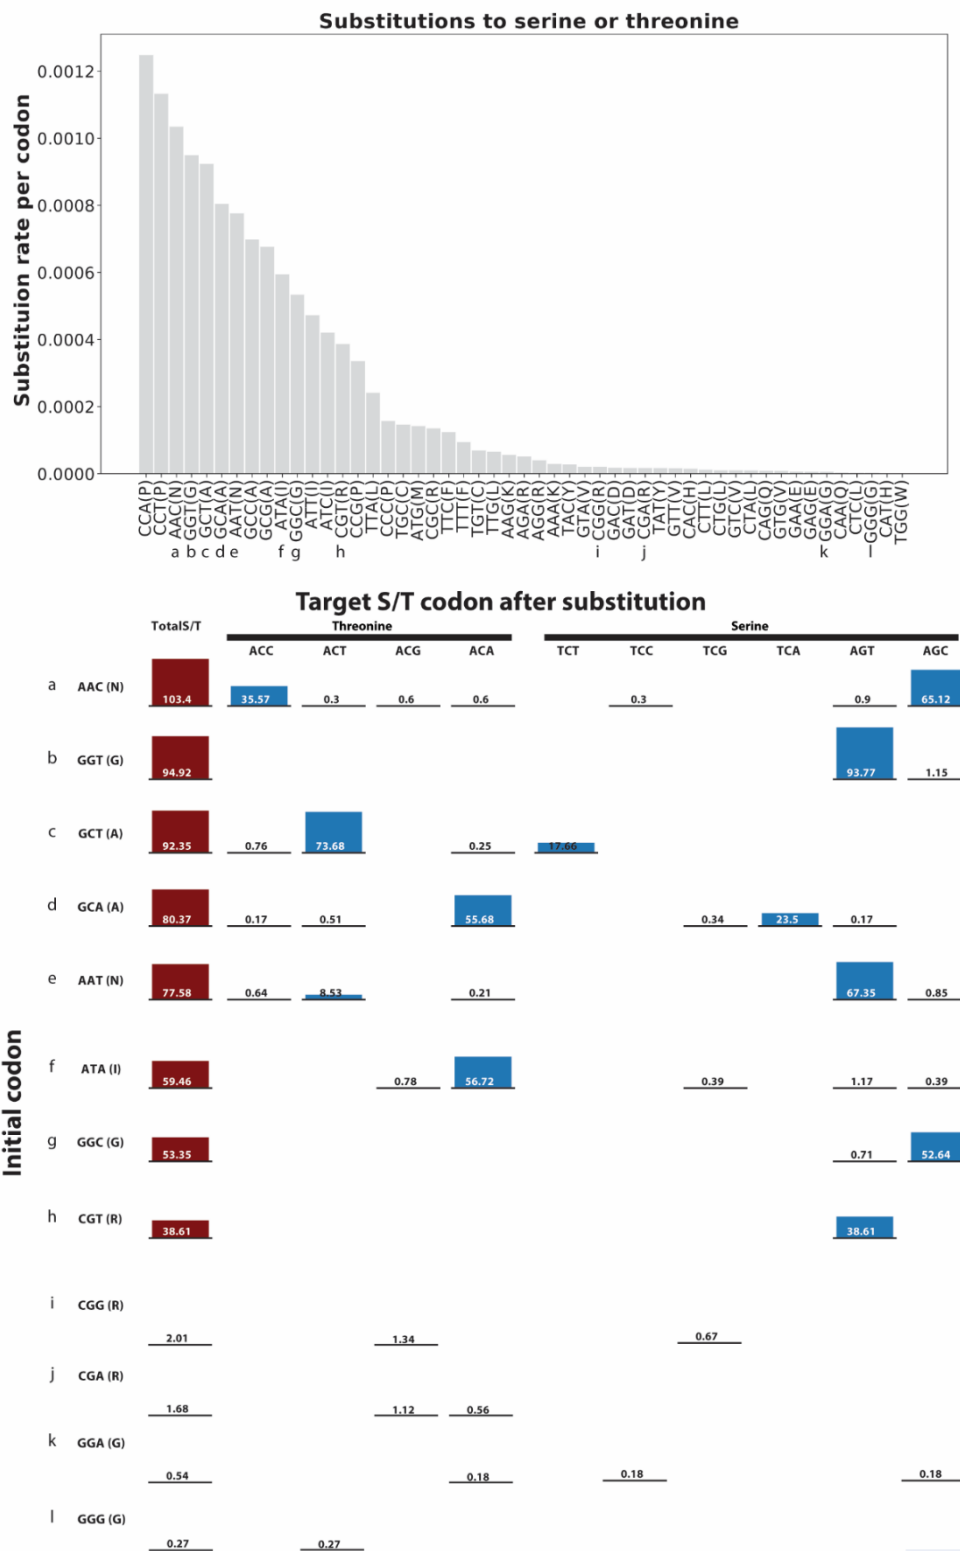 Substitutions to serine or threonine
Substituion rate per codon
0.0012
0.0010
0.0008
0.0006
0.0004
0.0002
0.0000
CCA(P) CCT(P) AAC(N) GGT(G) GCT(A) GCA(A) AAT(N) GCC(A) GCG(A) ATA(I) GGC(G) ATT(I) ATC(I) CGT(R) CCG(P) TTA(L) CCC(P) TGC(C) ATG(M) CGC(R) TTC(F) TTT(F) TGT(C) TTG(L) AAG(K) AGA(R) AGG(R) AAA(K) TAC(Y) GTA(V) CGG(R) GAC(D) GAT(D) CGA(R) TAT(Y) GTT(V) CAC(H) CTT(L) CTG(L) GTC(V) CTA(L) CAG(Q) GTG(V) GAA(E) GAG(E) GGA(G) CAA(Q) CTC(L) GGG(G) CAT(H) TGG(W)
a b c d e f g h i j k l
Target S/T codon after substitution
TotalS/T Threonine Serine
ACC ACT ACG ACA TCT TCC TCG TCA AGT AGC
Initial codon
a AAC (N) 103.4 35.57 0.3 0.6 0.6 0.3 0.9 65.12
b GGT (G) 94.92 93.77 1.15
c GCT (A) 92.35 0.76 73.68 0.25 17.66
d GCA (A) 80.37 0.17 0.51 55.68 0.34 23.5 0.17
e AAT (N) 77.58 0.64 8.53 0.21 67.35 0.85
f ATA (I) 59.46 0.78 56.72 0.39 1.17 0.39
g GGC (G) 53.35 0.71 52.64
h CGT (R) 38.61 38.61
i CGG (R) 2.01 1.34 0.67
j CGA (R) 1.68 1.12 0.56
k GGA (G) 0.54 0.18 0.18 0.18
l GGG (G) 0.27 0.27